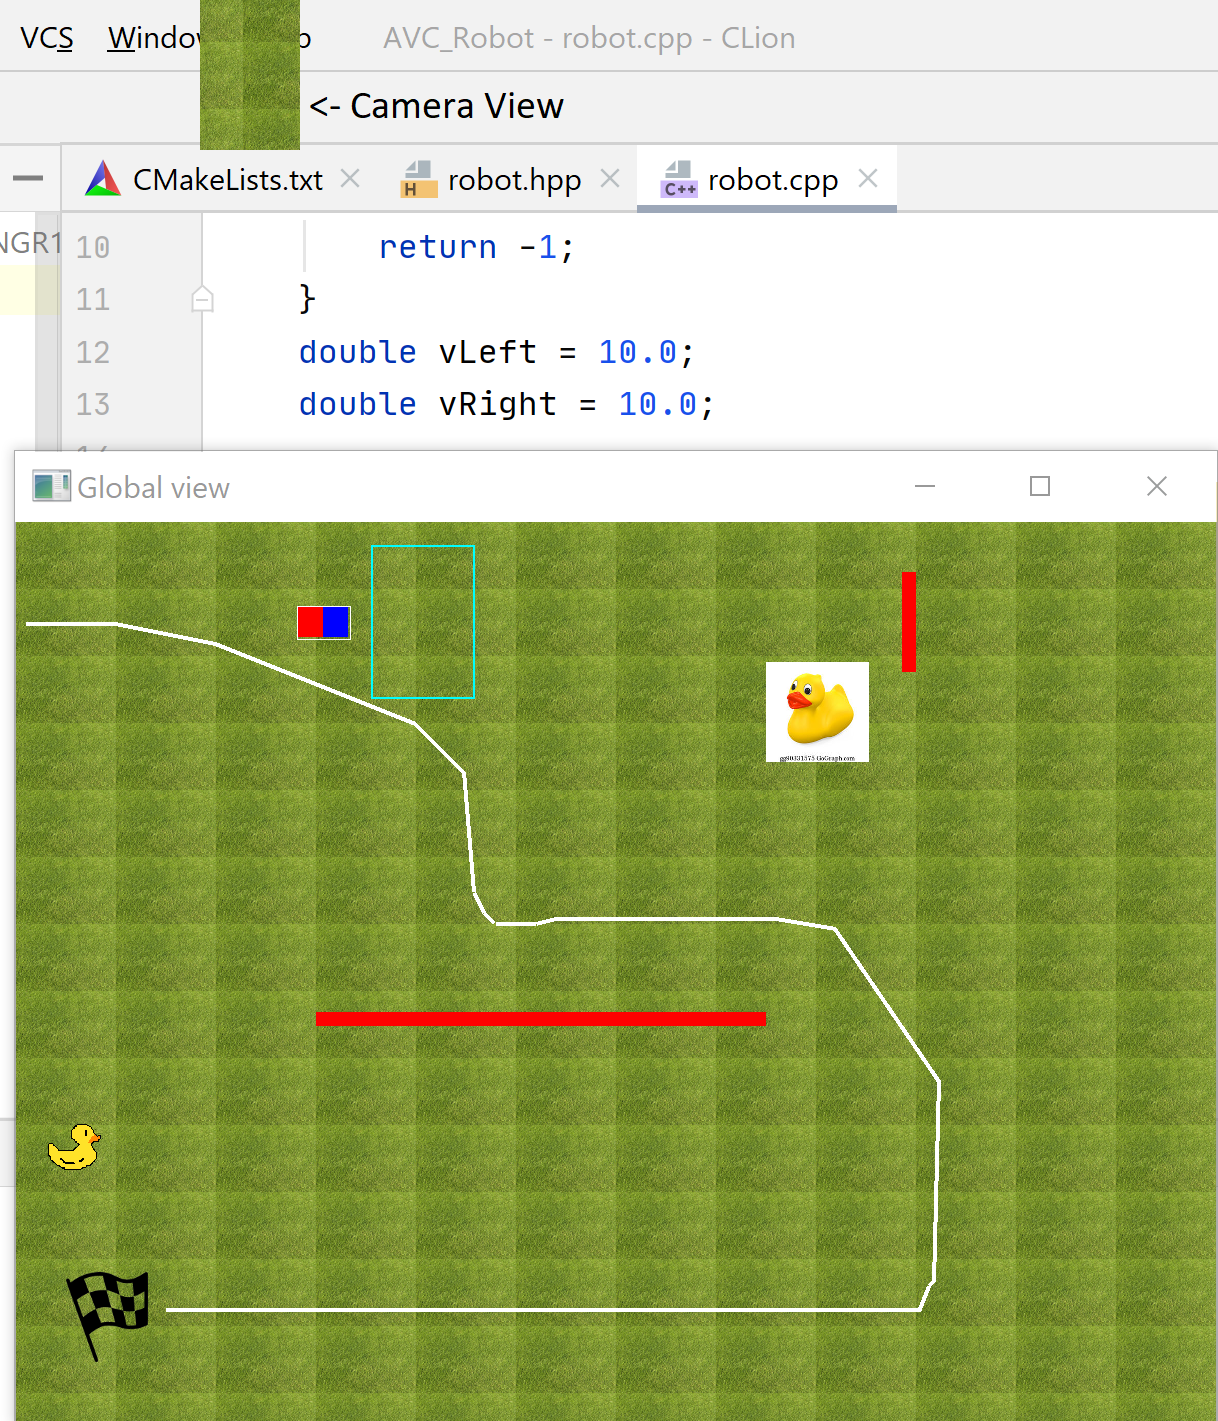 VCS Windo p AVC_Robot - robot.cpp - CLion
<- Camera View
CMakeLists.txt H robot.hpp C++ robot.cpp
NGR1
10 return -1;
11 }
12 double vLeft = 10.0;
13 double vRight = 10.0;
Global view